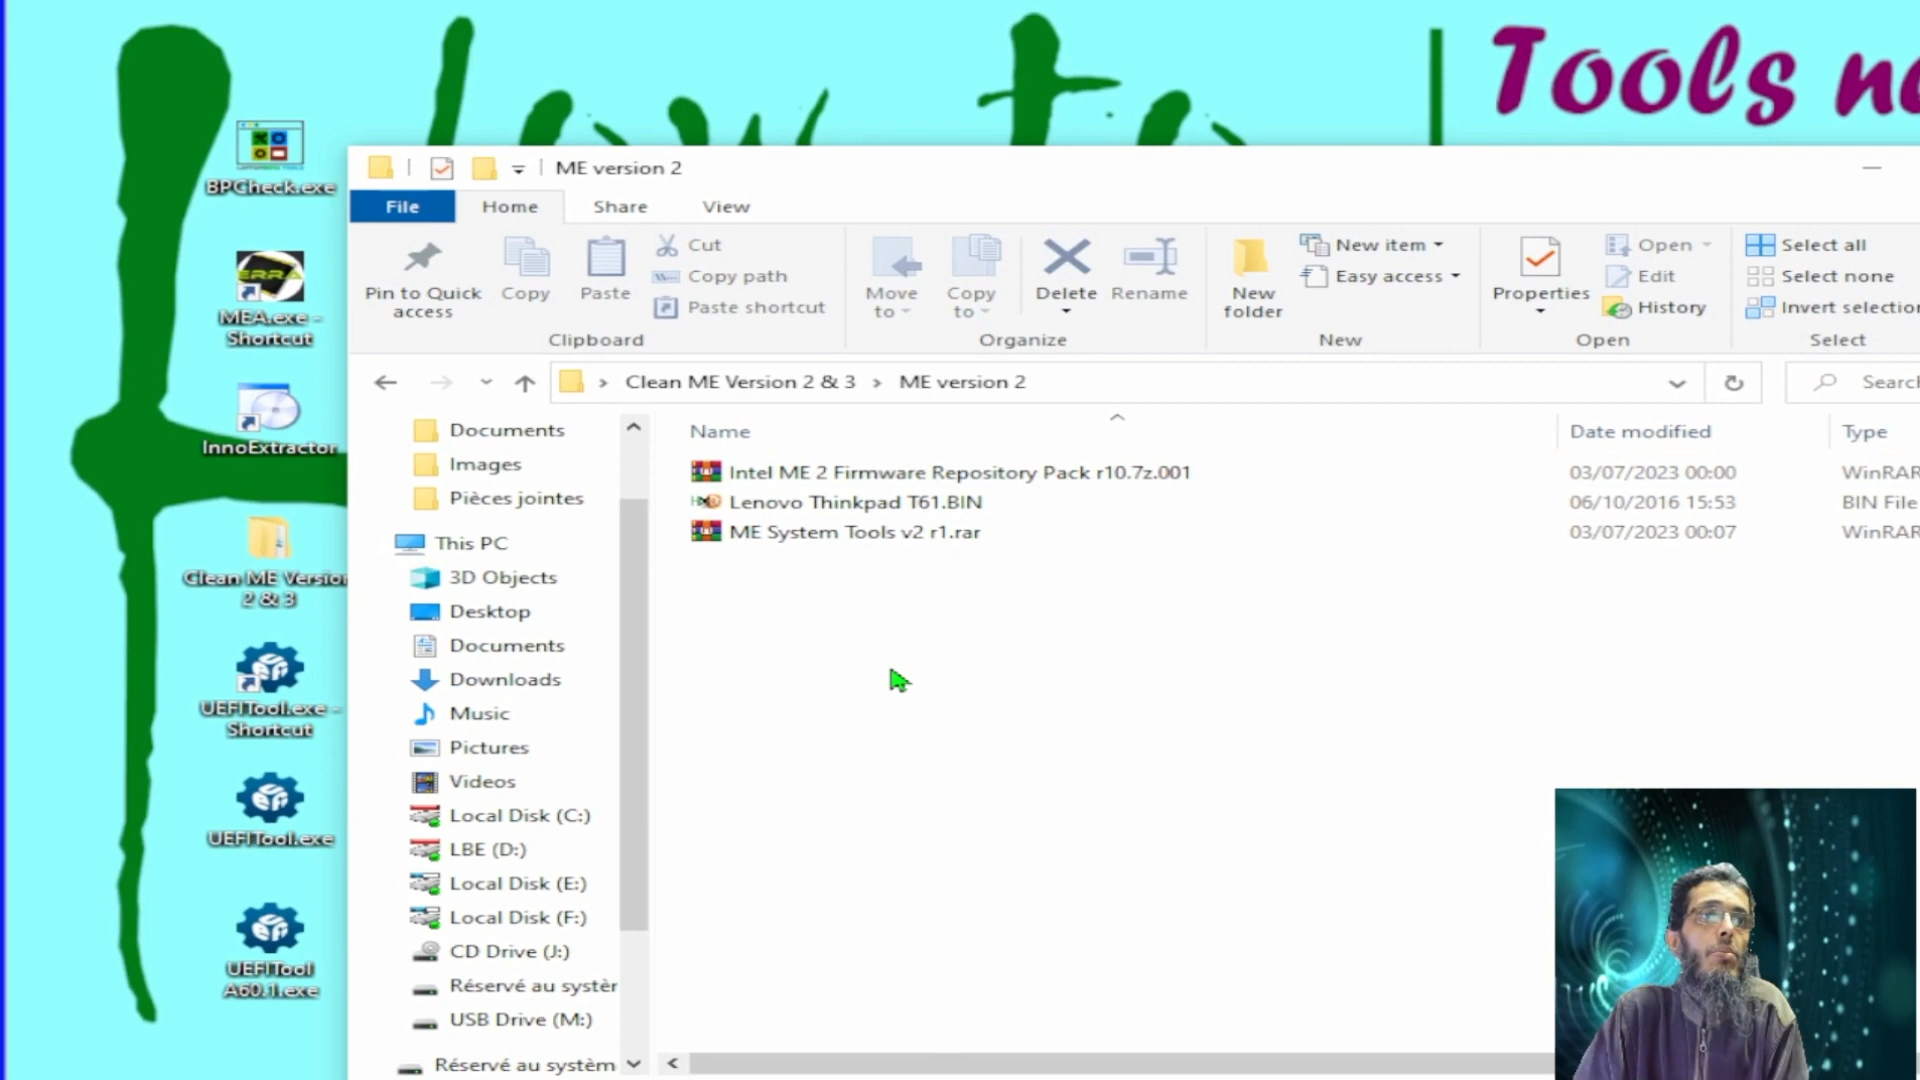 How to
Tools
BPCheck.exe
MEA.exe -
Shortcut
InnoExtractor
Clean ME Version
2 & 3
UEFITool.exe -
Shortcut
UEFITool.exe
UEFITool
A60.1.exe
ME version 2
File Home Share View
Pin to Quick
access
Copy
Paste
Cut
Copy path
Paste shortcut
Clipboard
Move
to
Copy
to
Delete
Rename
Organize
New
folder
New item
Easy access
New
Properties
Open
Edit
History
Open
Select all
Select none
Invert selection
Select
Clean ME Version 2 & 3 > ME version 2
Search
Documents
Images
Pièces jointes
This PC
3D Objects
Desktop
Documents
Downloads
Music
Pictures
Videos
Local Disk (C:)
LBE (D:)
Local Disk (E:)
Local Disk (F:)
CD Drive (J:)
Réservé au systèr
USB Drive (M:)
Réservé au systèm
Name Date modified Type
Intel ME 2 Firmware Repository Pack r10.7z.001 03/07/2023 00:00 WinRAR
Lenovo Thinkpad T61.BIN 06/10/2016 15:53 BIN File
ME System Tools v2 r1.rar 03/07/2023 00:07 WinRAR